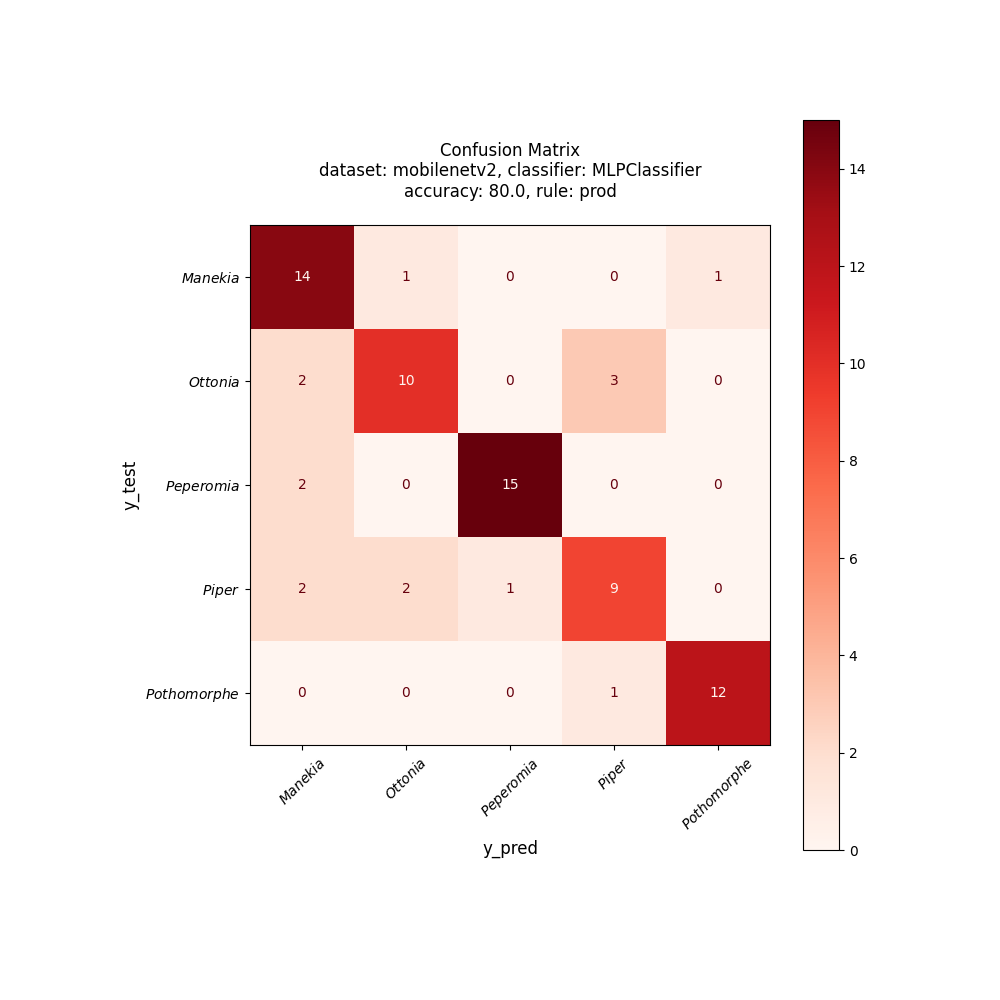 Confusion Matrix
dataset: mobilenetv2, classifier: MLPClassifier
accuracy: 80.0, rule: prod
Manekia 14 1 0 0 1
Ottonia 2 10 0 3 0
Peperomia 2 0 15 0 0
Piper 2 2 1 9 0
Pothomorphe 0 0 0 1 12
y_test
Manekia Ottonia Peperomia Piper Pothomorphe
y_pred
14
12
10
8
6
4
2
0